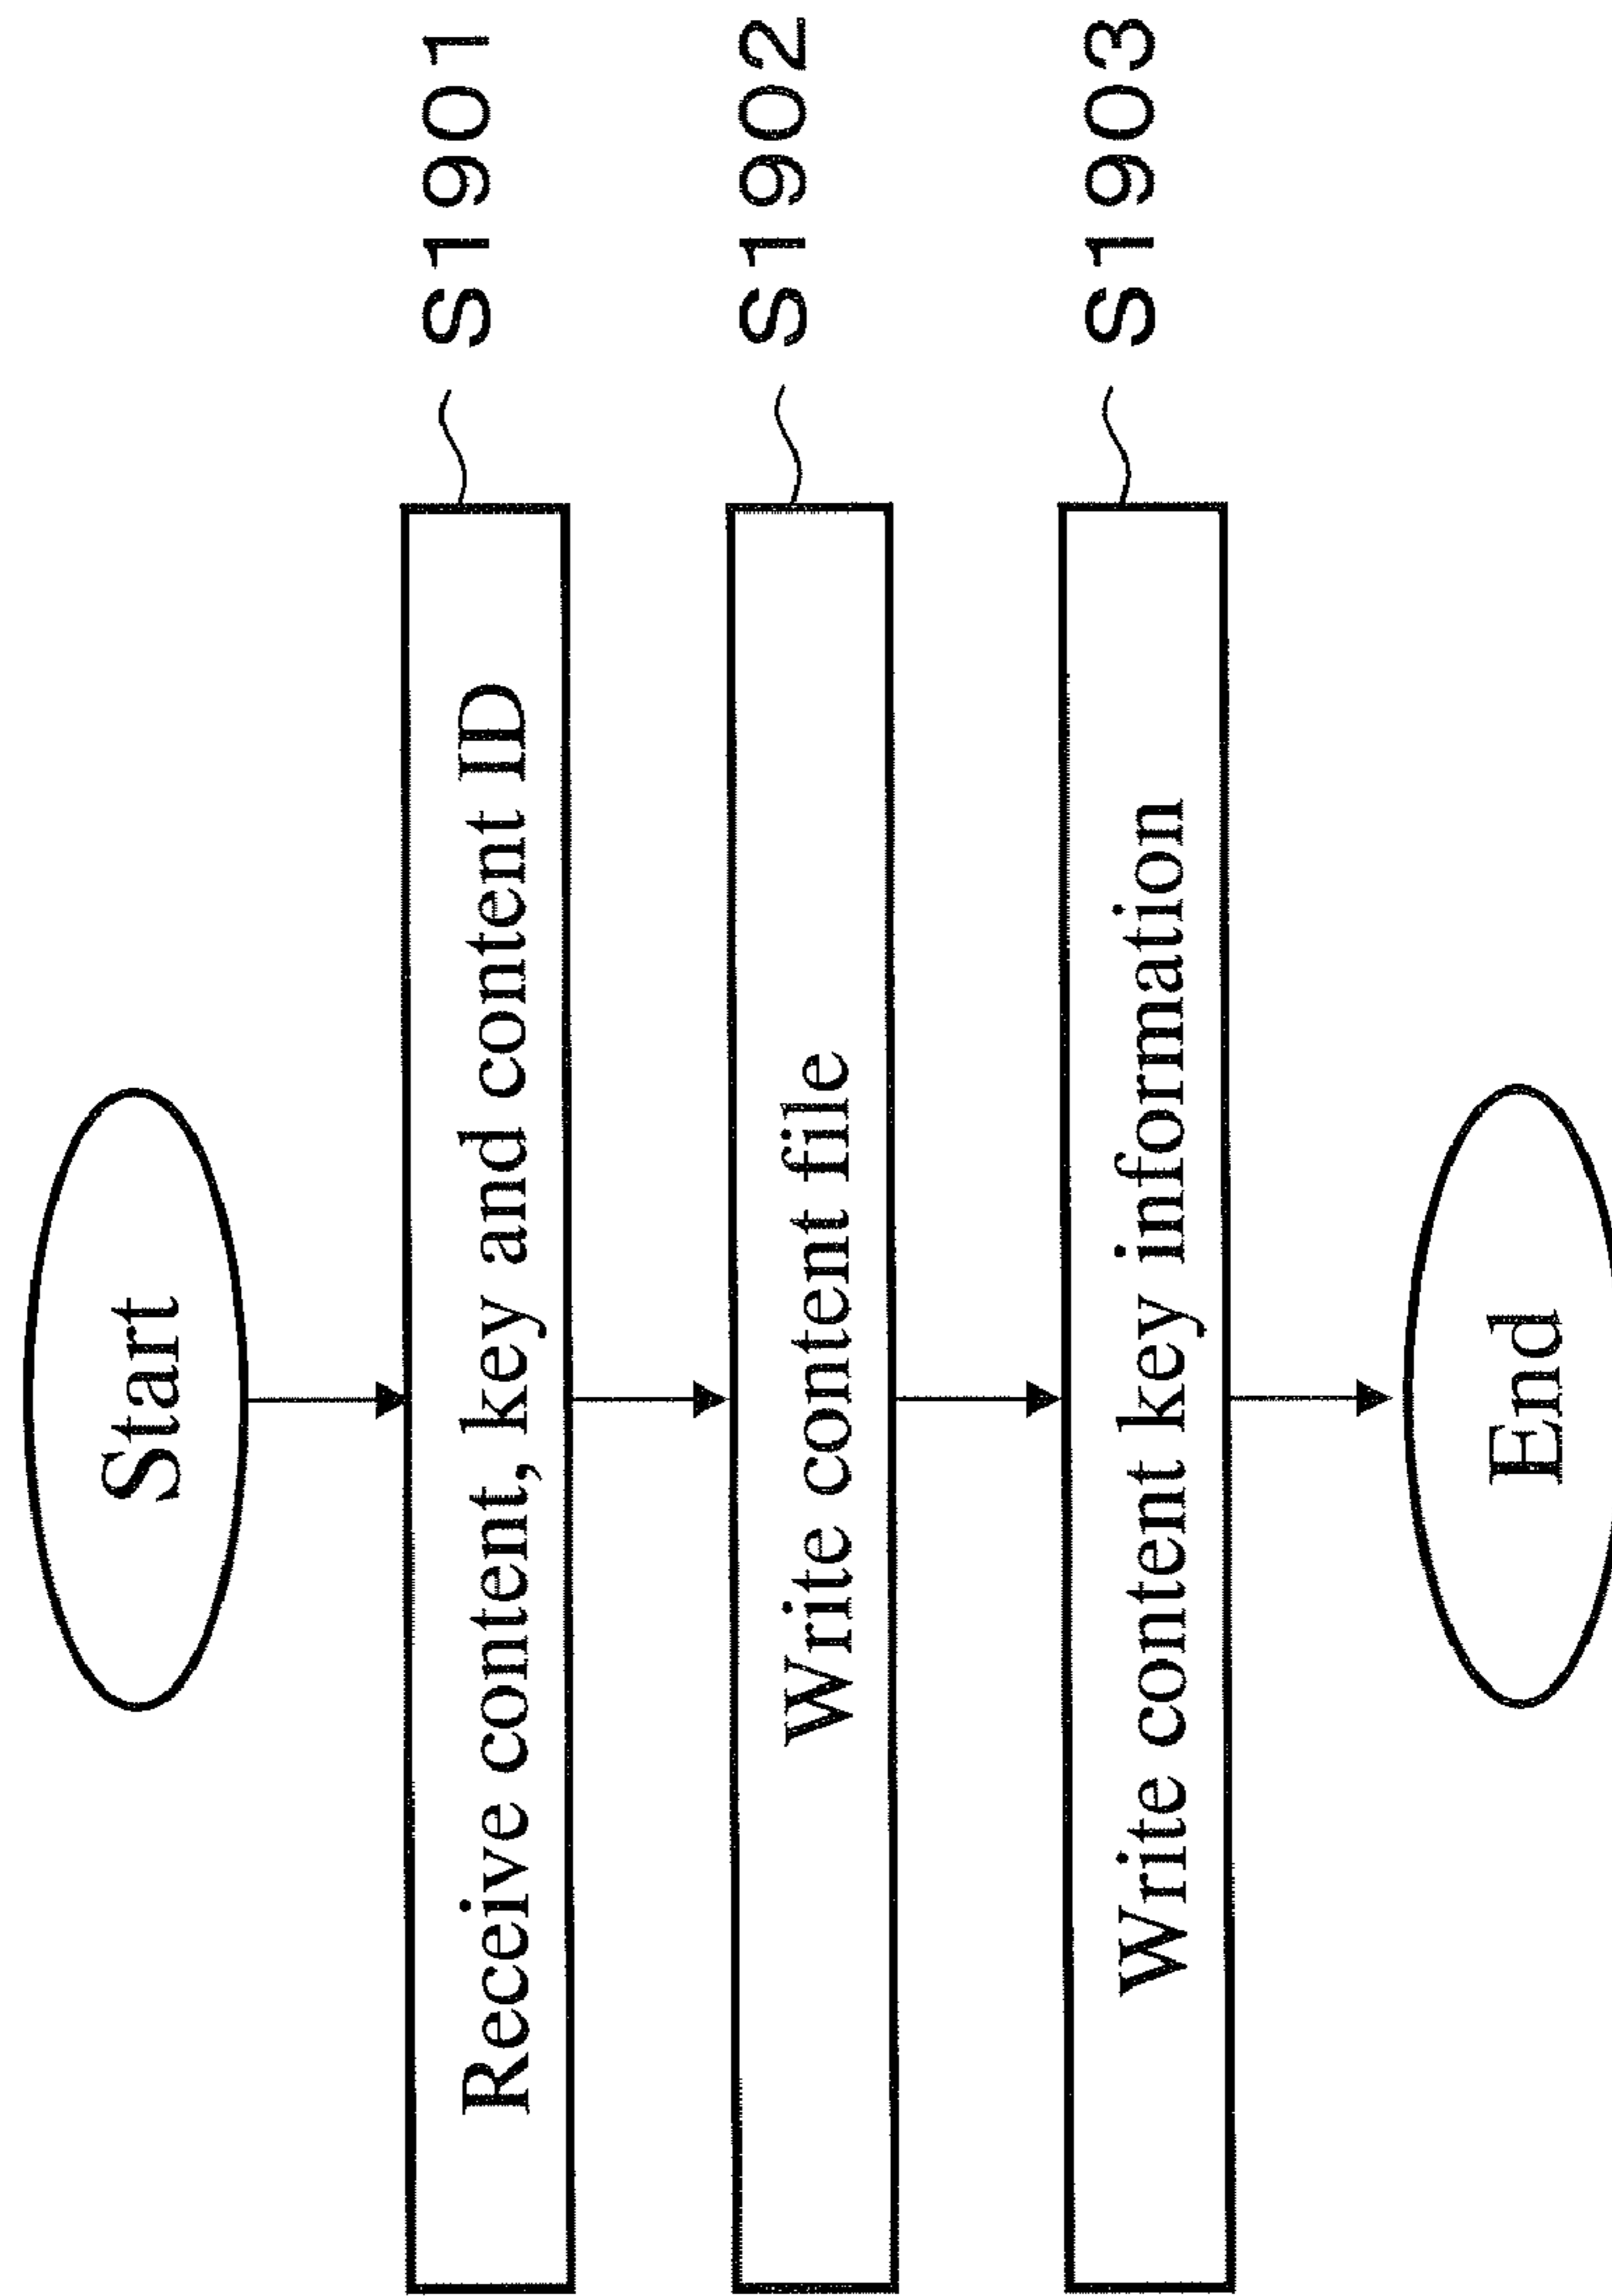 Start
Receive content, key and content ID
S1901
Write content file
S1902
Write content key information
S1903
End